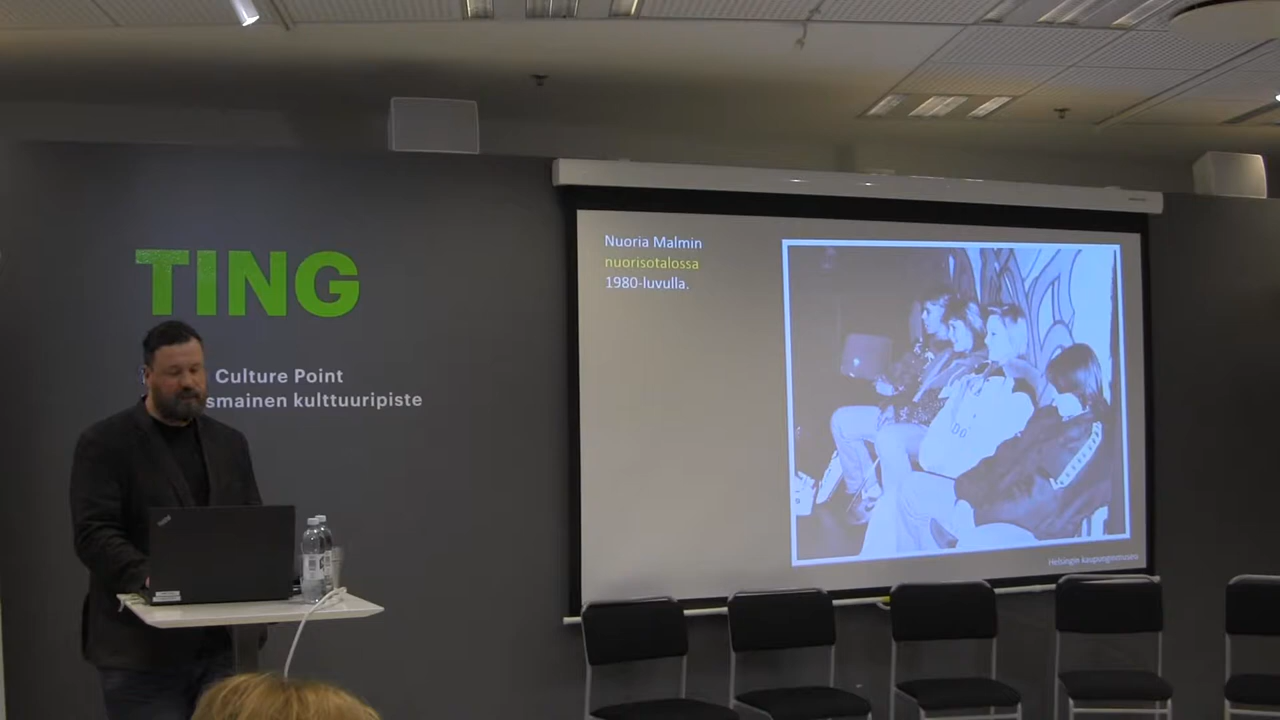 TING
Culture Point
smainen kulttuuripiste
Nuoria Malmin
nuorisotalossa
1980-luvulla.
Helsingin kaupunginmuseo